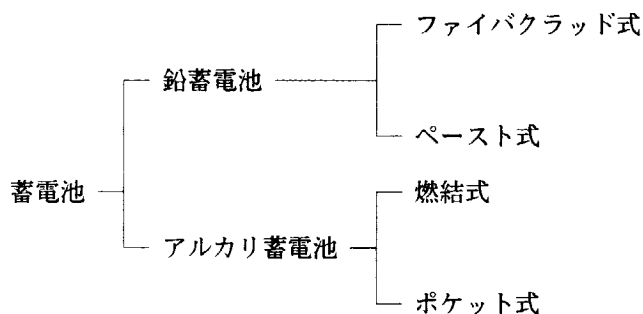 ファイバクラッド式
鉛蓄電池
ペースト式
蓄電池
燃結式
アルカリ蓄電池
ポケット式